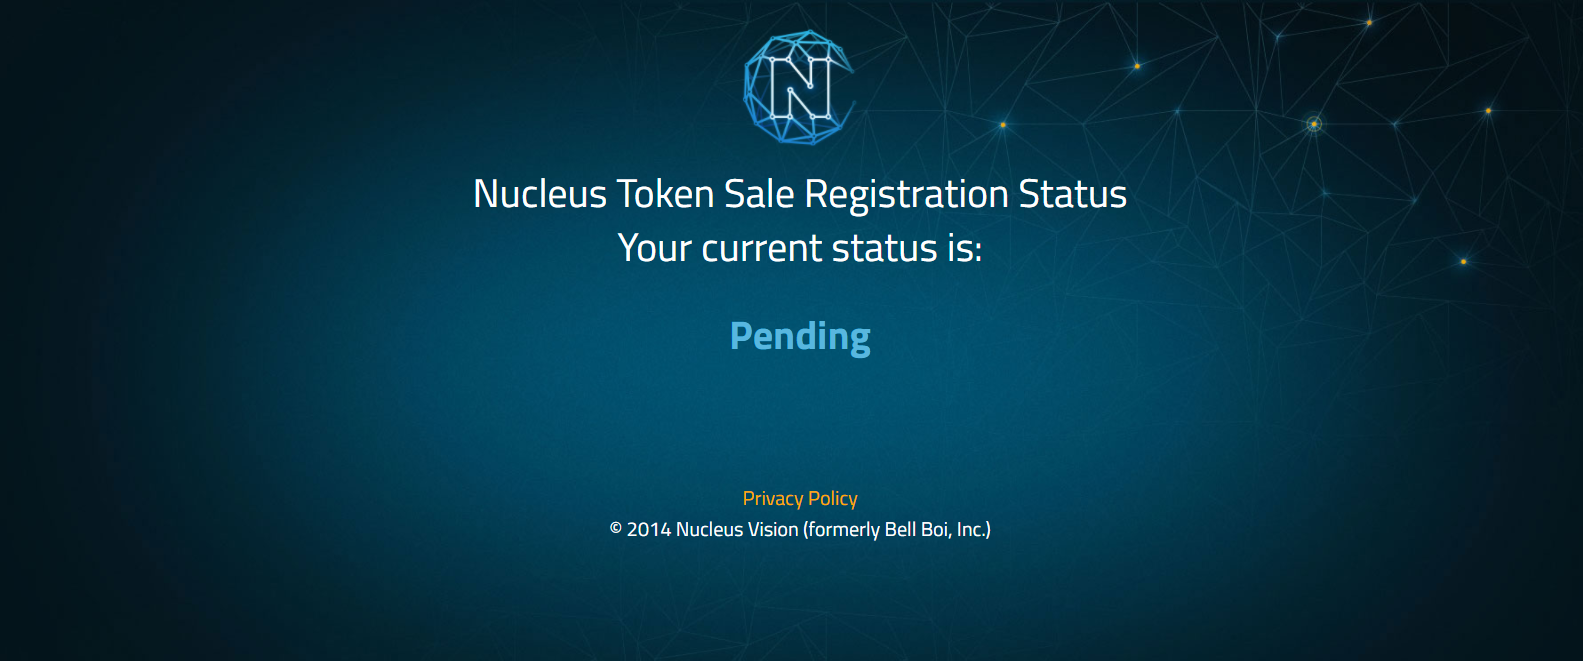 N
Nucleus Token Sale Registration Status
Your current status is:
Pending
Privacy Policy
© 2014 Nucleus Vision (formerly Bell Boi, Inc.)